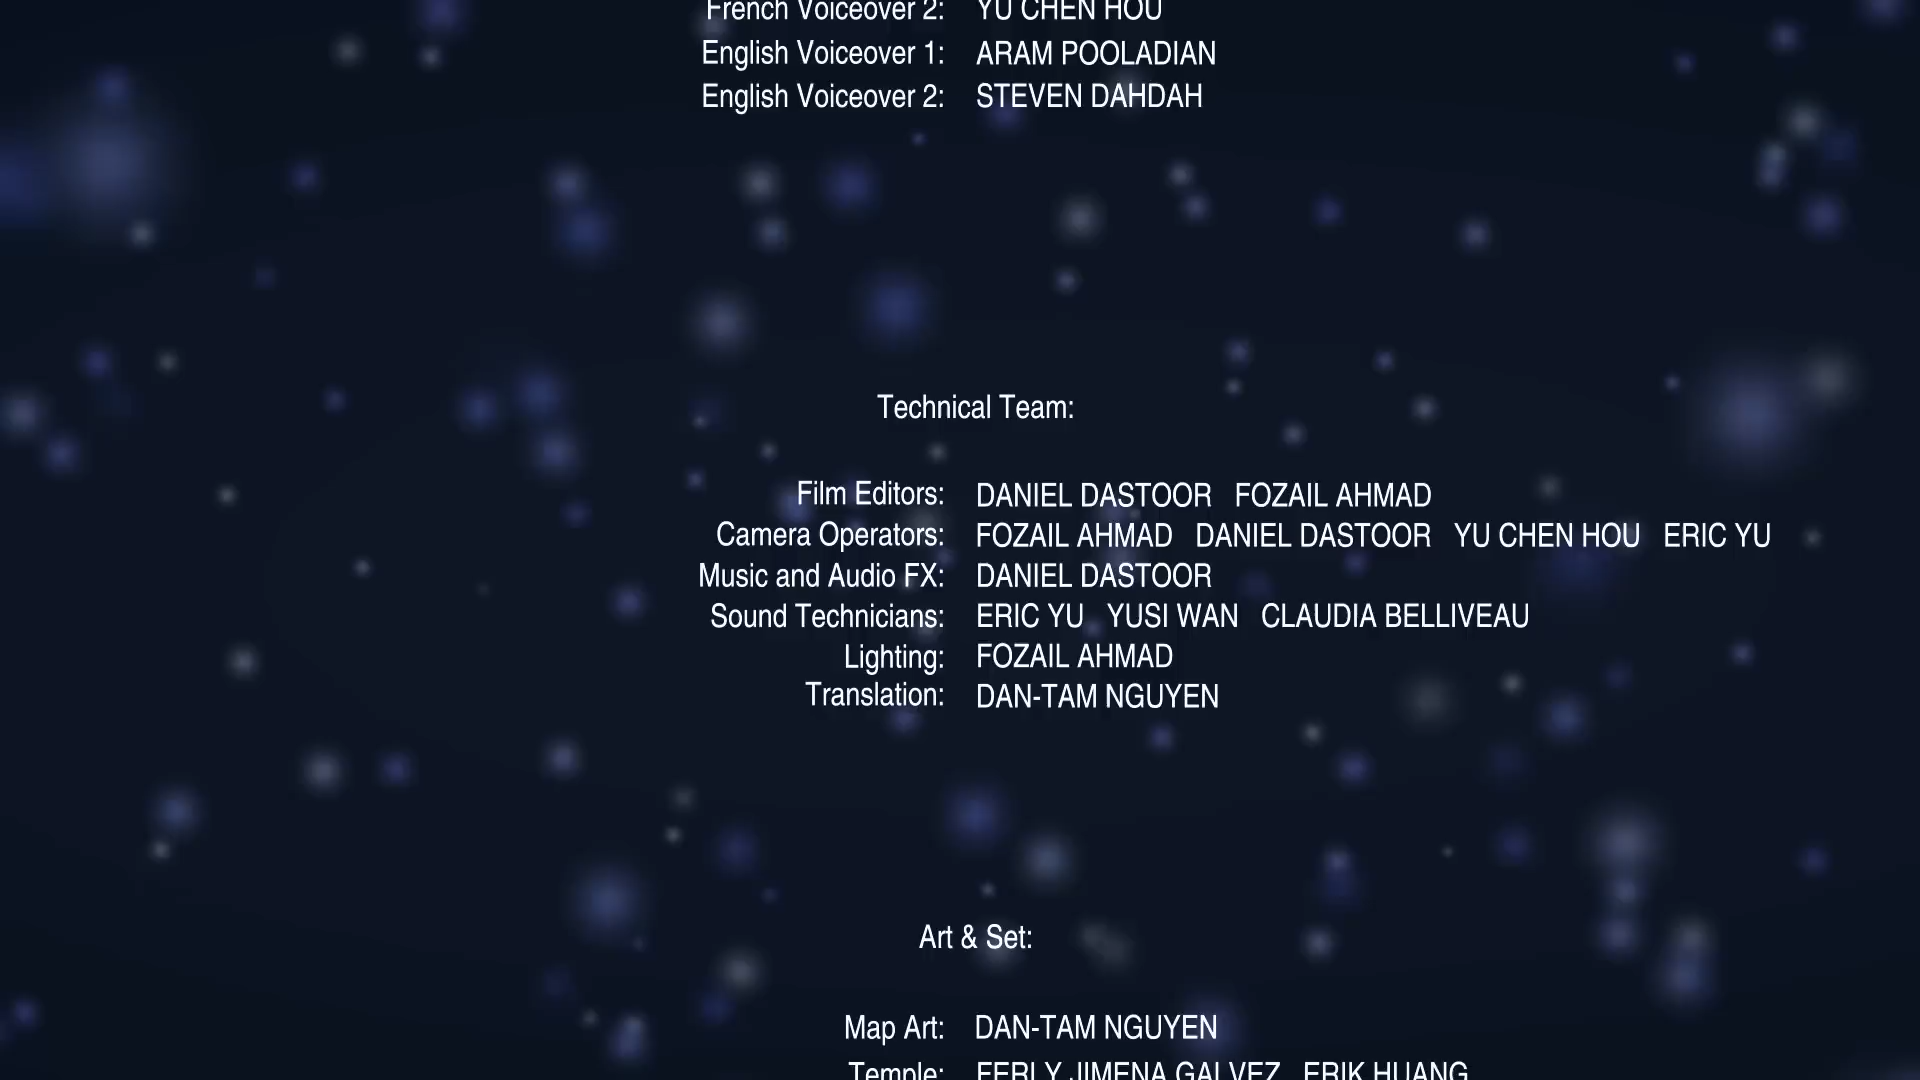 French Voiceover 2: YU CHEN HOU
English Voiceover 1: ARAM POOLADIAN
English Voiceover 2: STEVEN DAHDAH
Technical Team:
Film Editors: DANIEL DASTOOR FOZAIL AHMAD
Camera Operators: FOZAIL AHMAD DANIEL DASTOOR YU CHEN HOU ERIC YU
Music and Audio FX: DANIEL DASTOOR
Sound Technicians: ERIC YU YUSI WAN CLAUDIA BELLIVEAU
Lighting: FOZAIL AHMAD
Translation: DAN-TAM NGUYEN
Art & Set:
Map Art: DAN-TAM NGUYEN
Temple: FERLY JIMENA GALVEZ ERIK HUANG